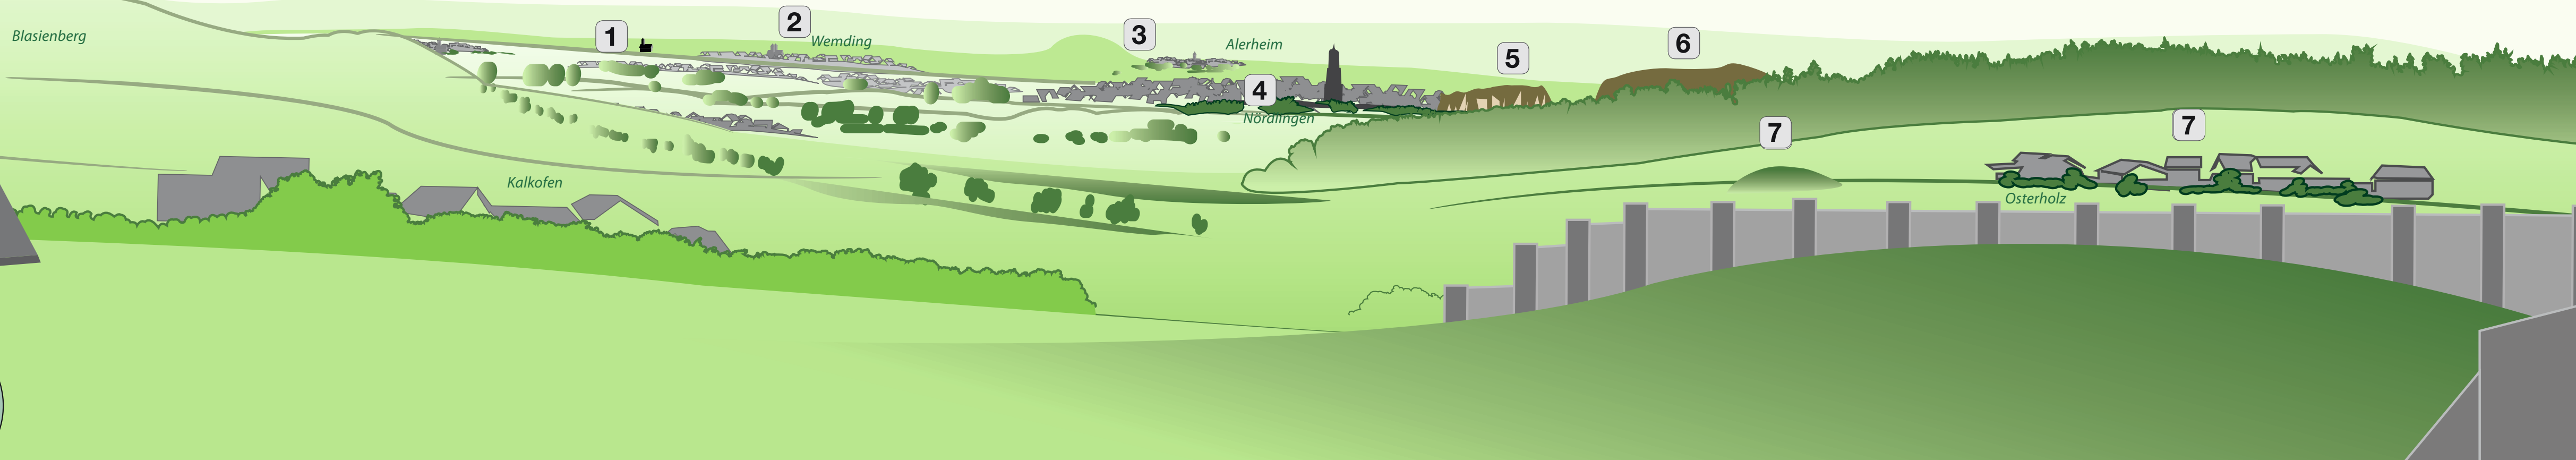 Blasienberg
1
2
Wemding
3
Alerheim
4
Nördlingen
5
6
7
7
Kalkofen
Osterholz